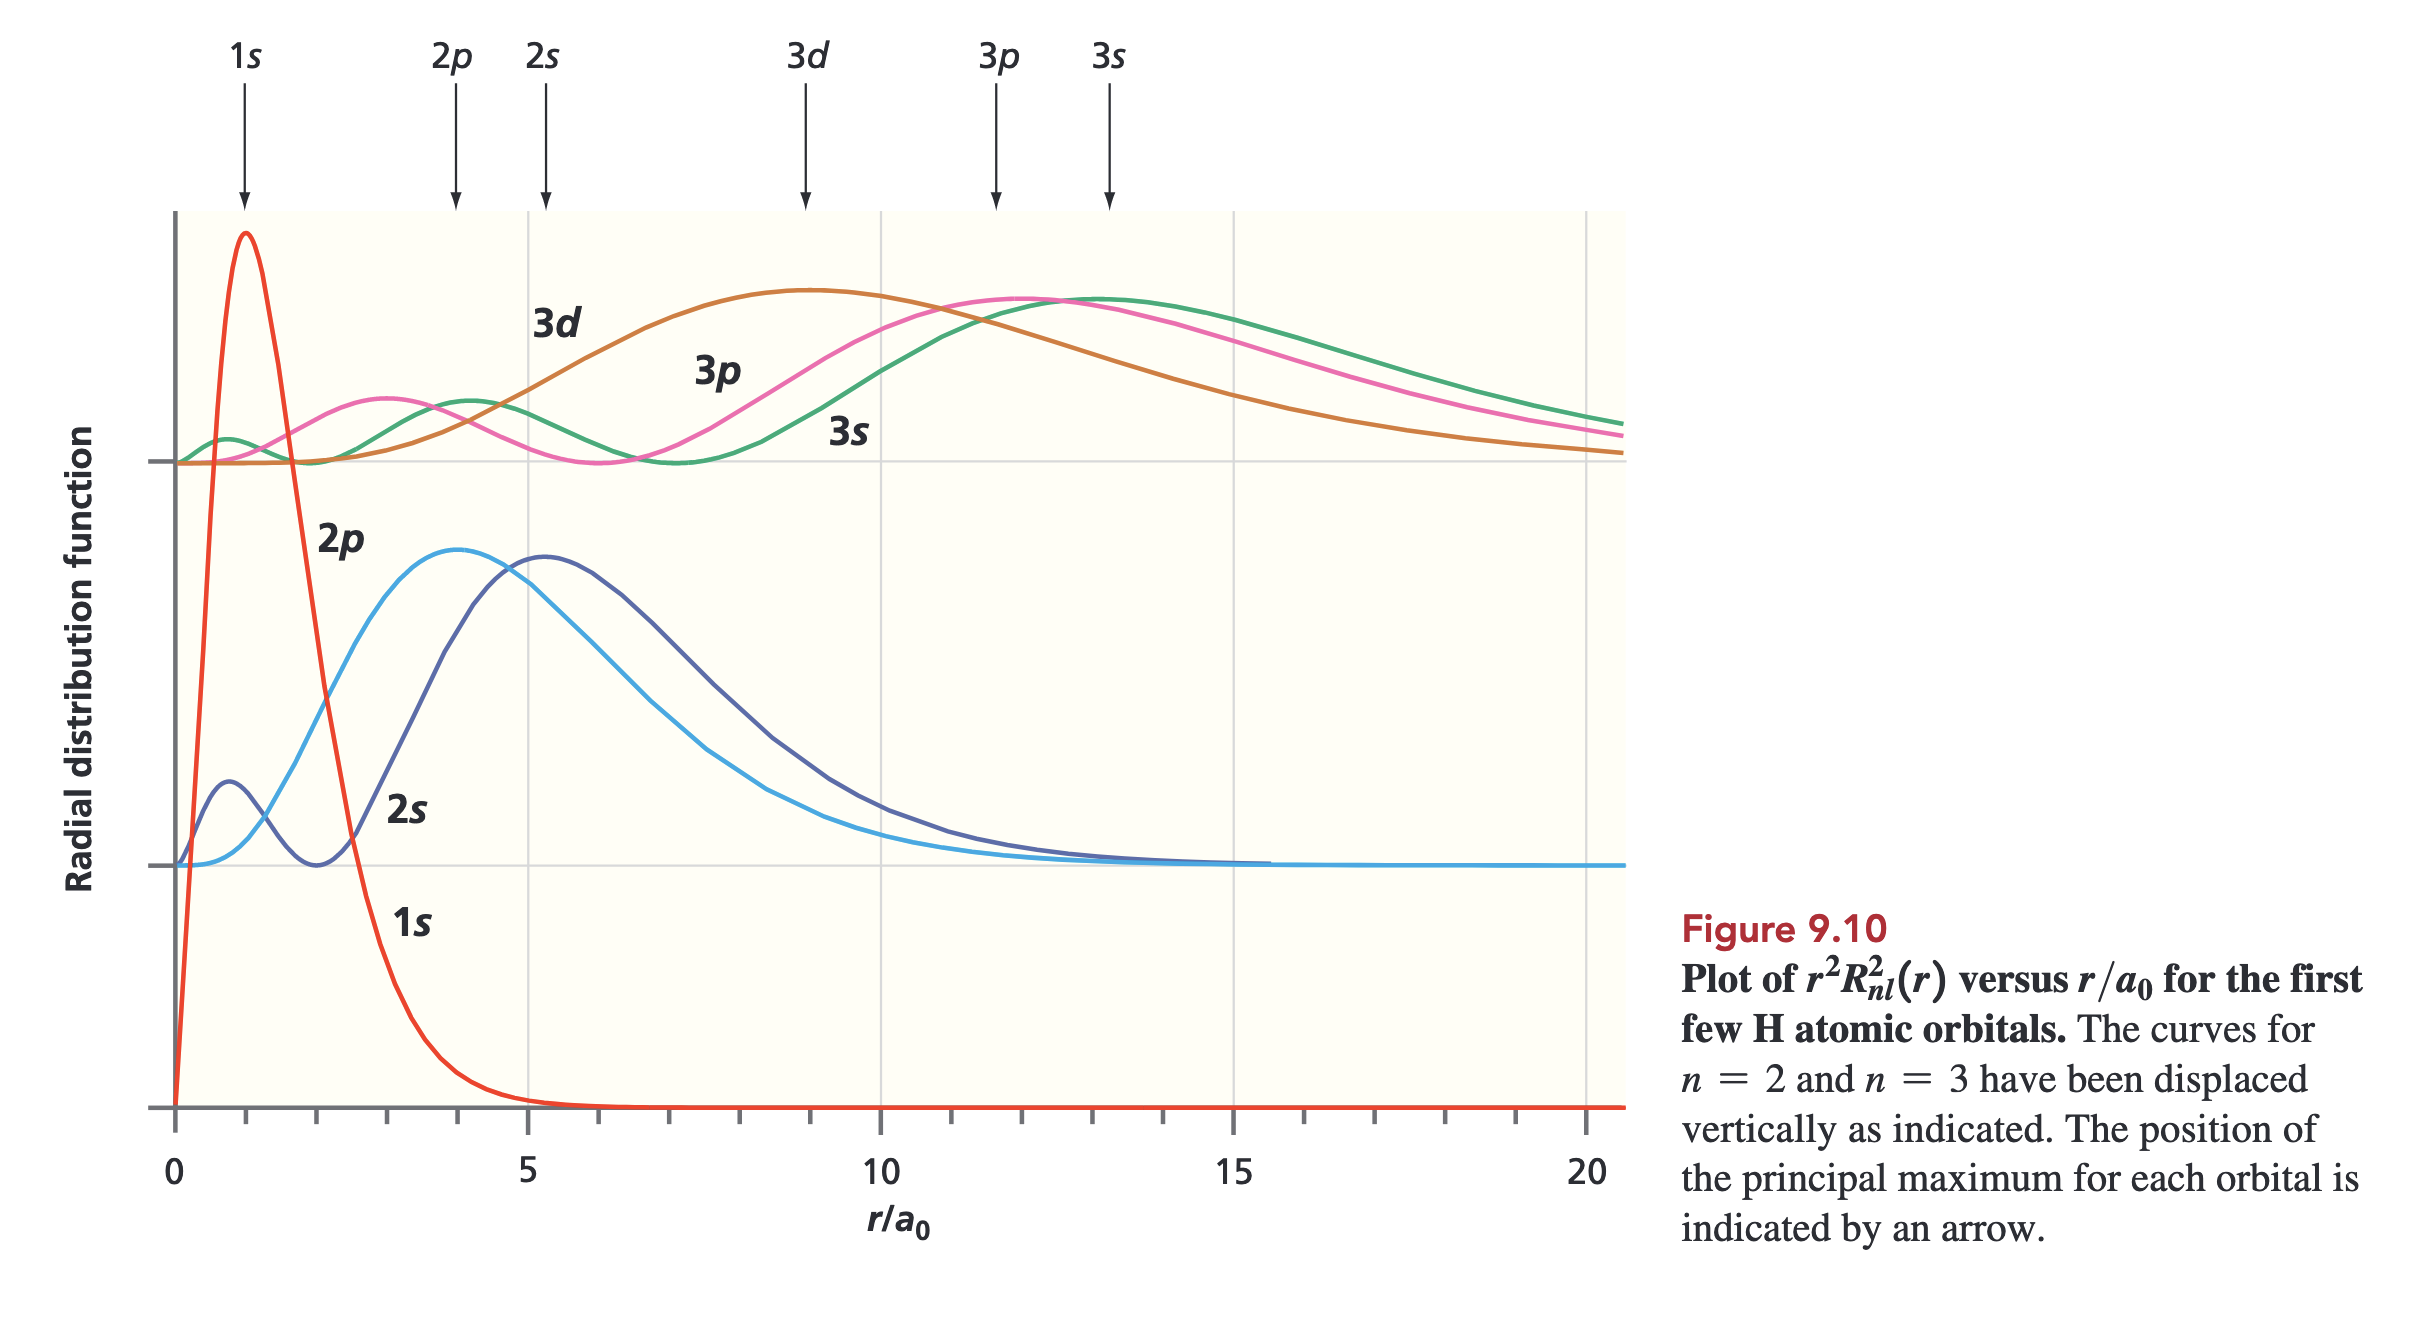 1s 2p 2s 3d 3p 3s
3d
3p
3s
2p
2s
1s
Radial distribution function
0 5 10 15 20
r/a₀
Figure 9.10
Plot of r²R²ₙₗ(r) versus r/a₀ for the first
few H atomic orbitals. The curves for
n = 2 and n = 3 have been displaced
vertically as indicated. The position of
the principal maximum for each orbital is
indicated by an arrow.